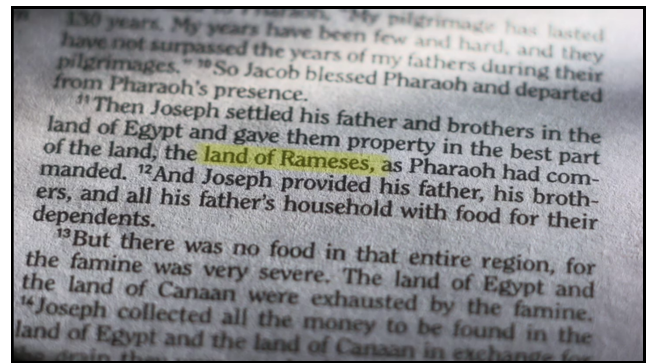 130 years. My years have been few and hard, and they
have not surpassed the years of my fathers during their
pilgrimages." ¹⁰So Jacob blessed Pharaoh and departed
from Pharaoh's presence.
¹¹Then Joseph settled his father and brothers in the
land of Egypt and gave them property in the best part
of the land, the land of Rameses, as Pharaoh had com-
manded. ¹²And Joseph provided his father, his broth-
ers, and all his father's household with food for their
dependents.
¹³But there was no food in that entire region, for
the famine was very severe. The land of Egypt and
the land of Canaan were exhausted by the famine.
¹⁴Joseph collected all the money to be found in the
land of Egypt and the land of Canaan in exchange